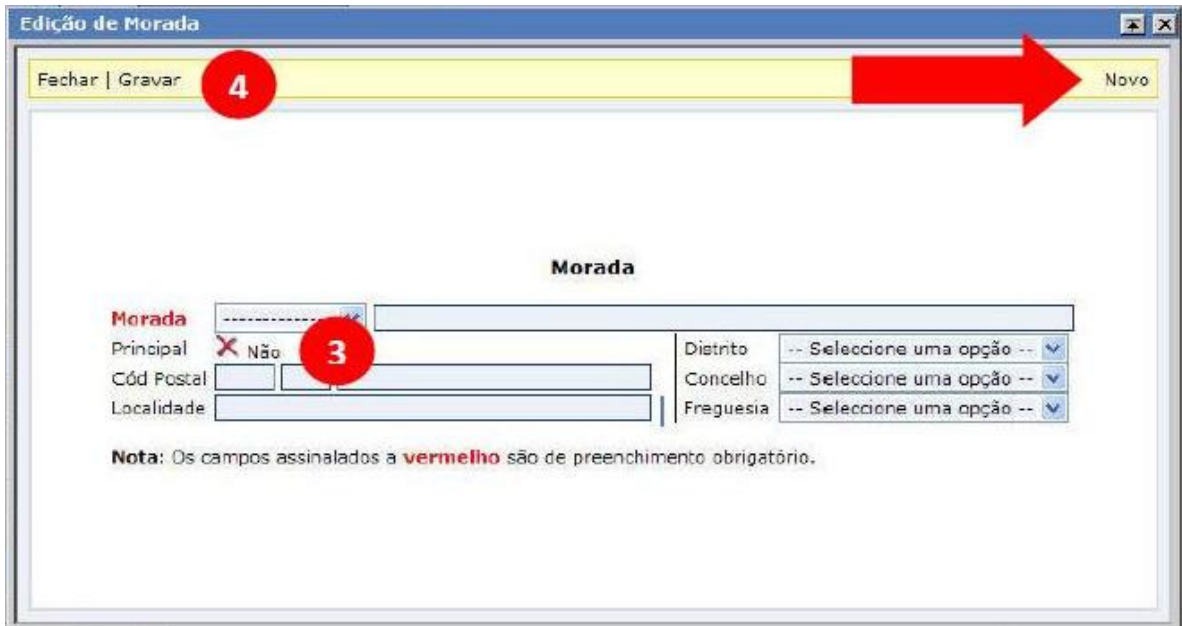 Edição de Morada
Fechar | Gravar 4 Novo
Morada
Morada --------------
Principal Não 3 Distrito -- Seleccione uma opção --
Cód Postal Concelho -- Seleccione uma opção --
Localidade Freguesia -- Seleccione uma opção --
Nota: Os campos assinalados a vermelho são de preenchimento obrigatório.